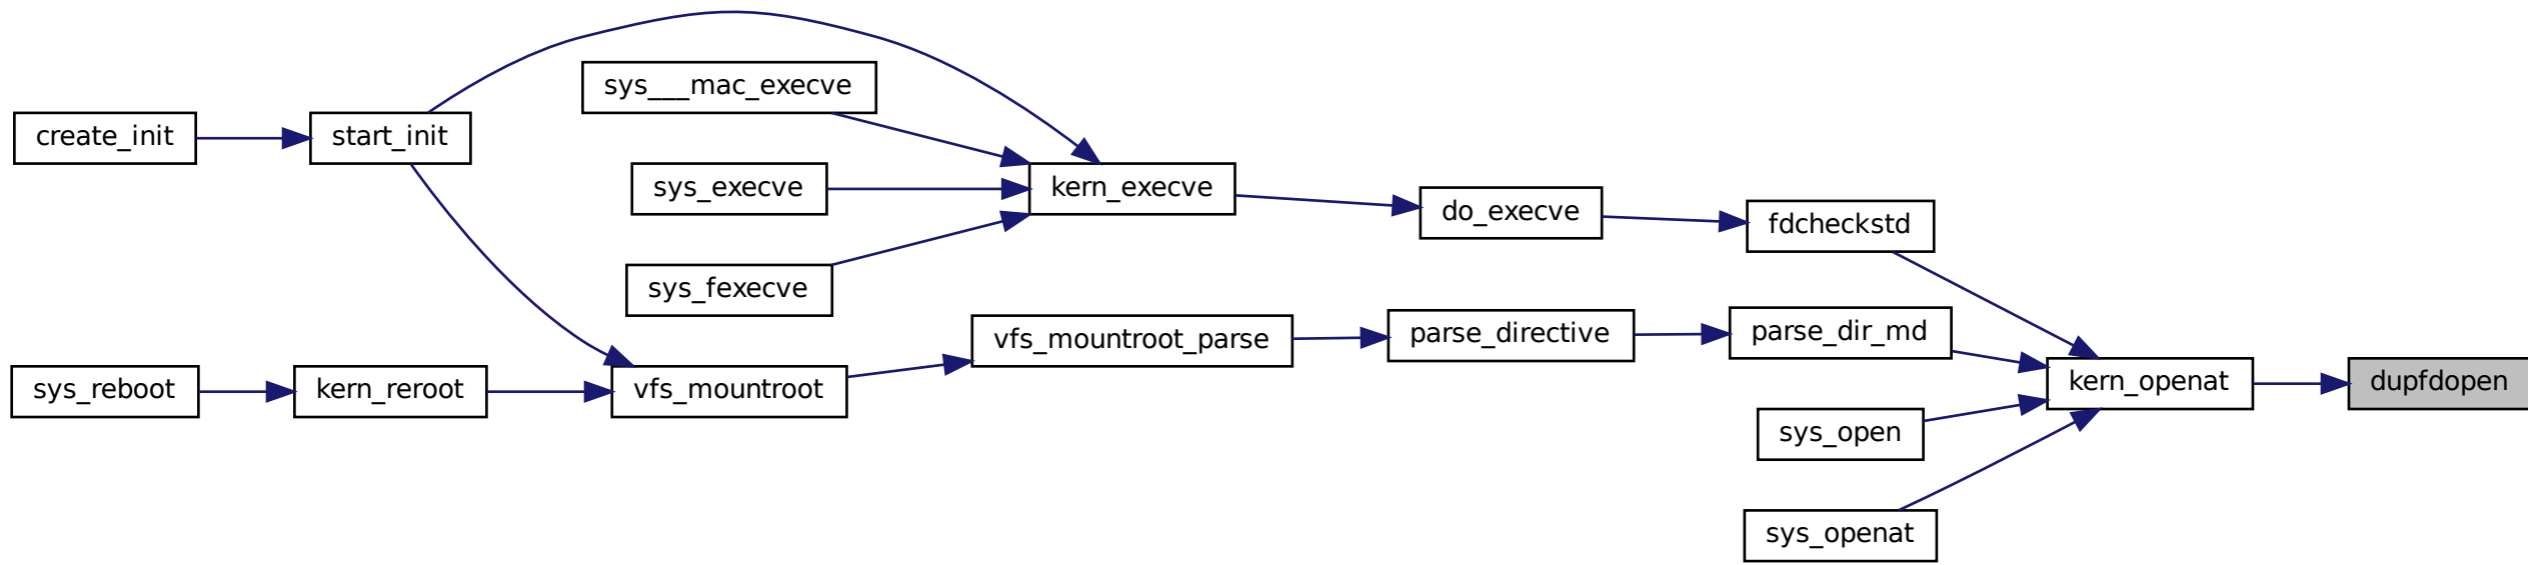 create_init
start_init
sys___mac_execve
sys_execve
sys_fexecve
kern_execve
do_execve
fdcheckstd
sys_reboot
kern_reroot
vfs_mountroot
vfs_mountroot_parse
parse_directive
parse_dir_md
sys_open
sys_openat
kern_openat
dupfdopen